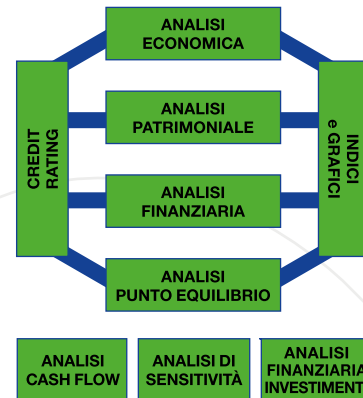 ANALISI
ECONOMICA
ANALISI
PATRIMONIALE
CREDIT
RATING
INDICI
e GRAFICI
ANALISI
FINANZIARIA
ANALISI
PUNTO EQUILIBRIO
ANALISI
CASH FLOW
ANALISI DI
SENSITIVITÀ
ANALISI
FINANZIARIA
INVESTIMENT